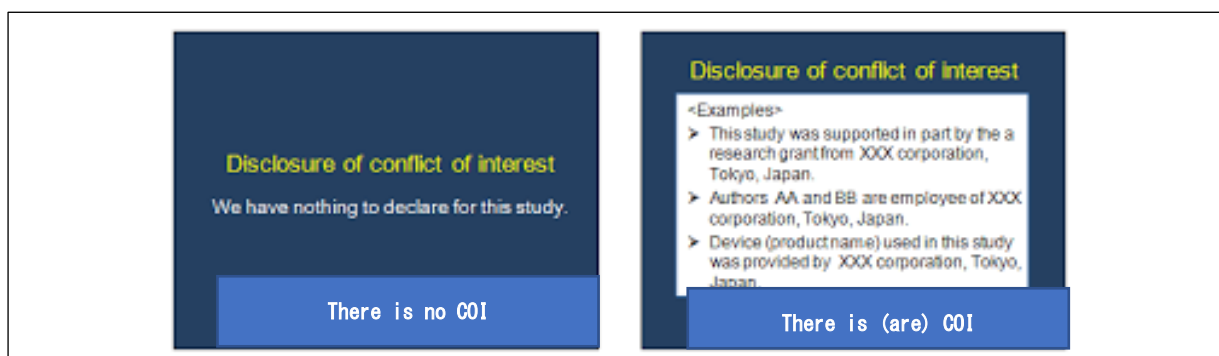 Disclosure of conflict of interest
We have nothing to declare for this study.
There is no COI
Disclosure of conflict of interest
<Examples>
➢ This study was supported in part by the a
research grant from XXX corporation,
Tokyo, Japan.
➢ Authors AA and BB are employee of XXX
corporation, Tokyo, Japan.
➢ Device (product name) used in this study
was provided by XXX corporation, Tokyo,
Japan.
There is (are) COI